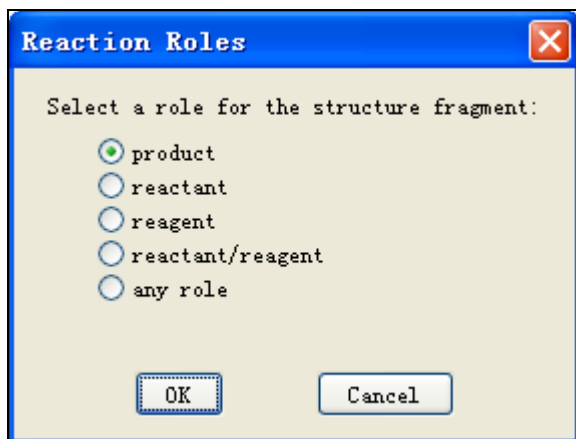 Reaction Roles
Select a role for the structure fragment:
product
reactant
reagent
reactant/reagent
any role
OK Cancel